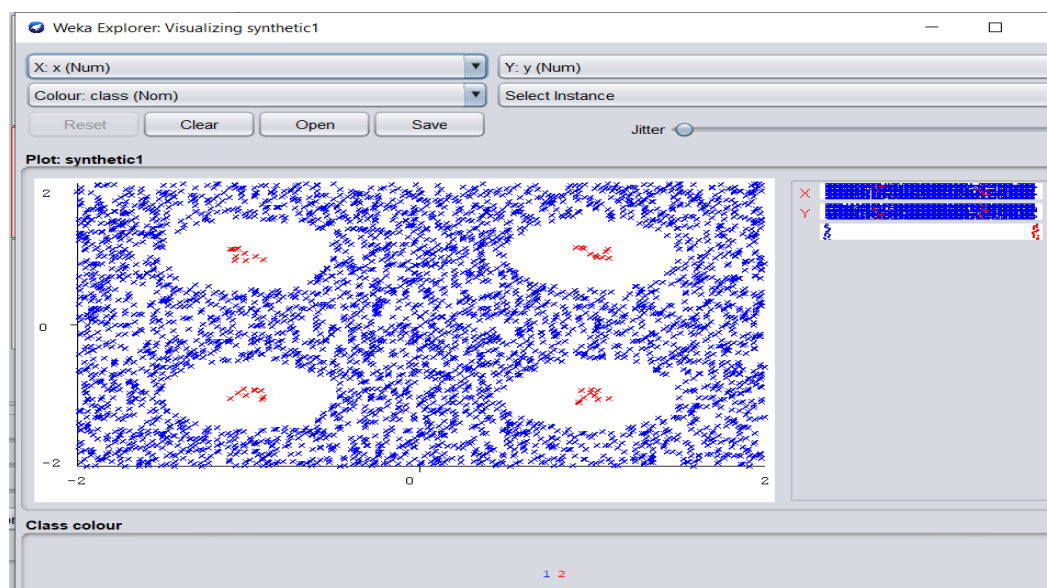 Weka Explorer: Visualizing synthetic1
X: x (Num) Y: y (Num)
Colour: class (Nom) Select Instance
Reset Clear Open Save Jitter
Plot: synthetic1
2
0
-2
-2 0 2
X
Y
Class colour
1 2